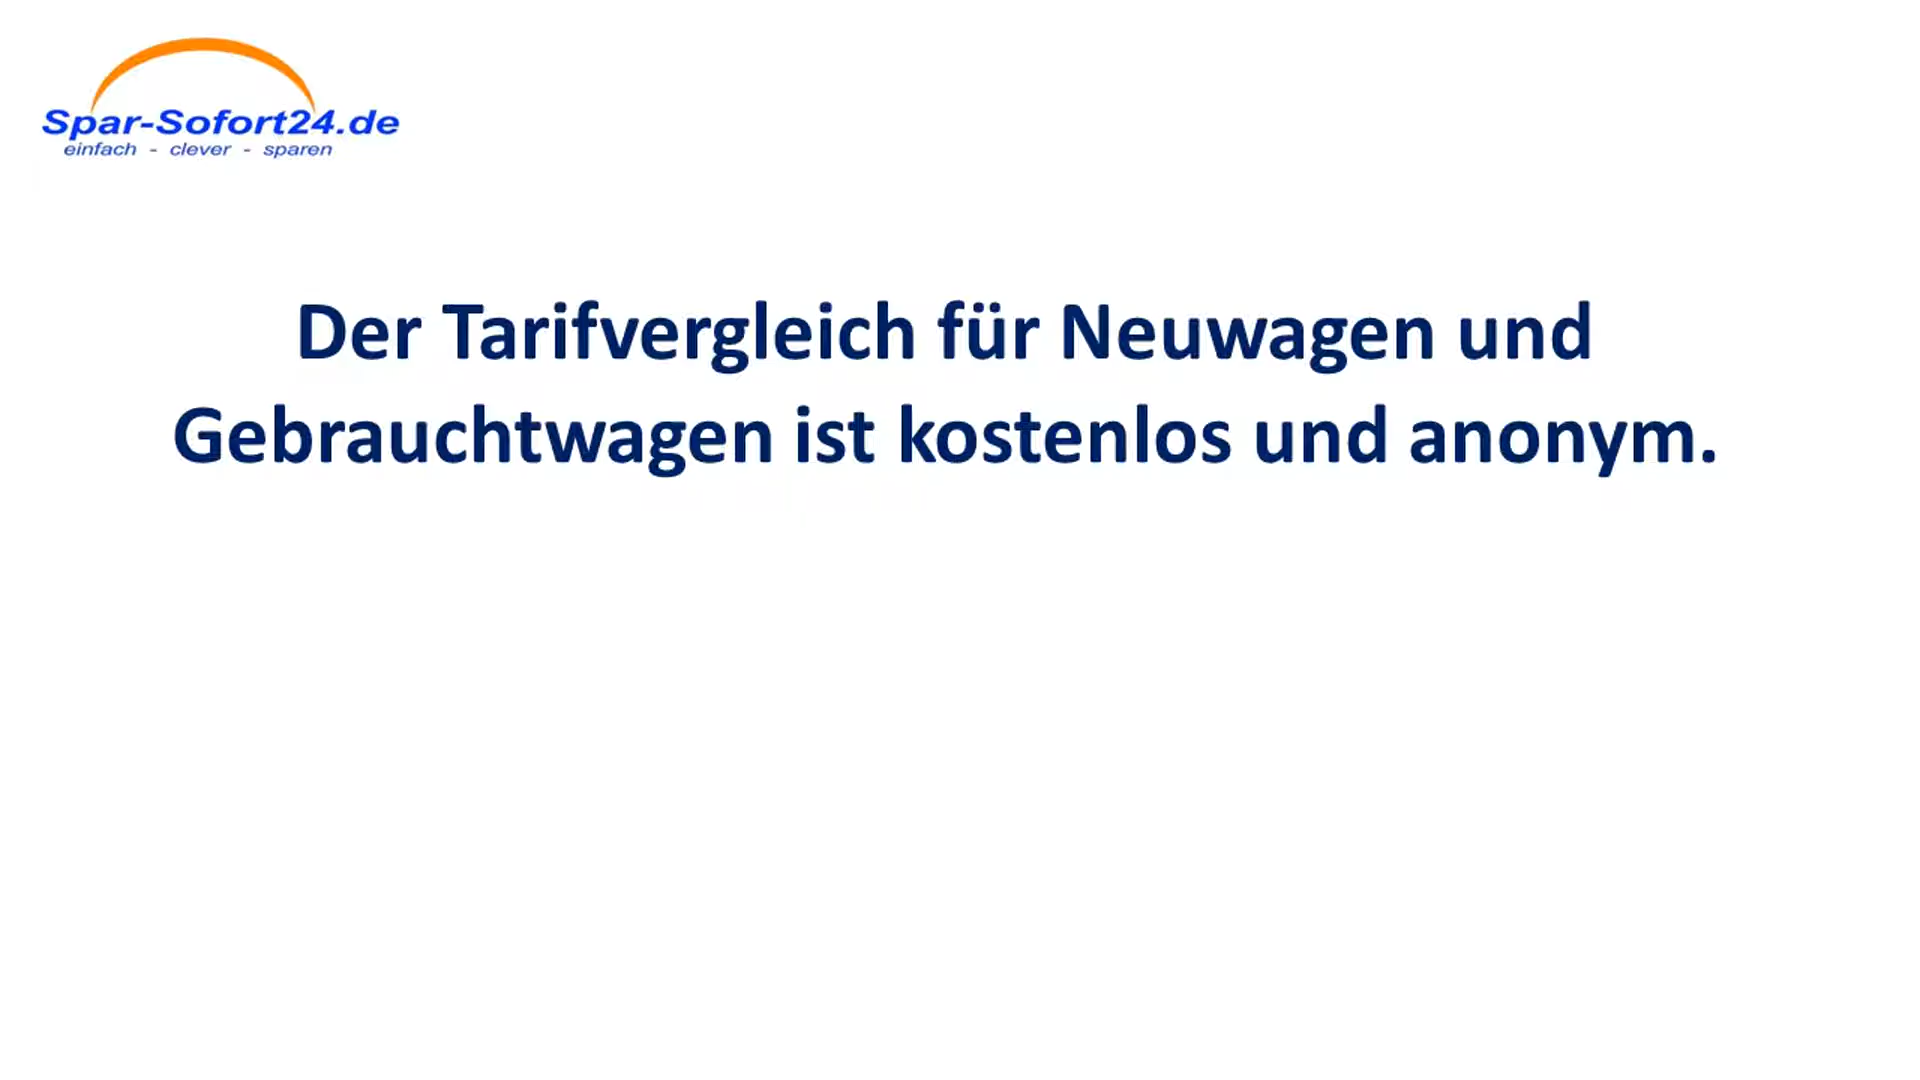 Spar-Sofort24.de
einfach - clever - sparen
Der Tarifvergleich für Neuwagen und
Gebrauchtwagen ist kostenlos und anonym.